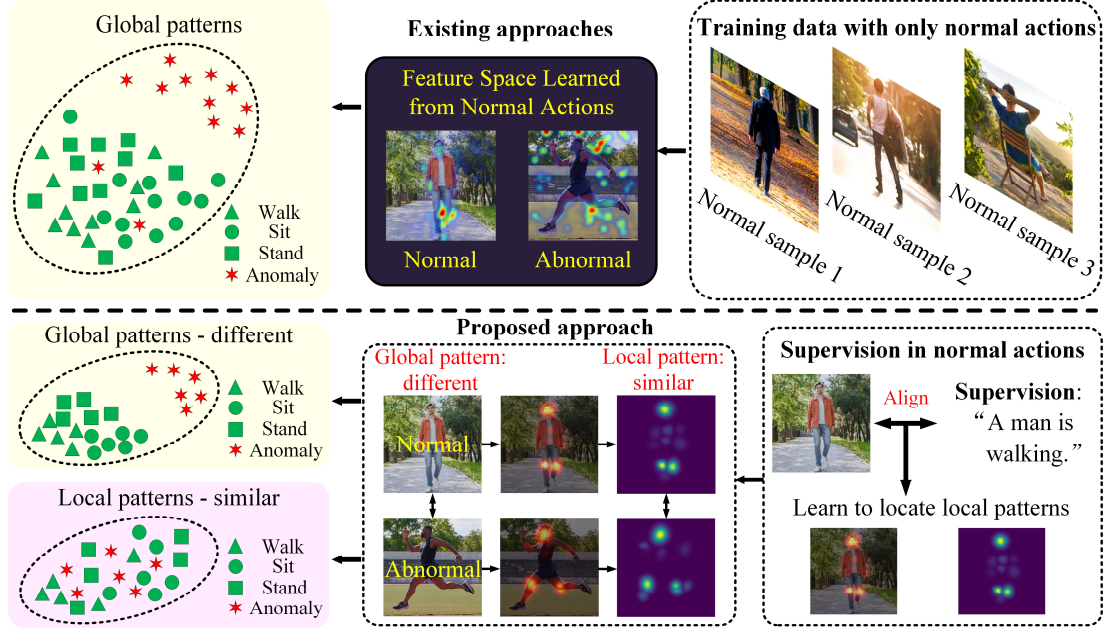 Global patterns
Walk
Sit
Stand
Anomaly
Existing approaches
Feature Space Learned
from Normal Actions
Normal
Abnormal
Training data with only normal actions
Normal sample 1
Normal sample 2
Normal sample 3
Global patterns - different
Walk
Sit
Stand
Anomaly
Local patterns - similar
Walk
Sit
Stand
Anomaly
Proposed approach
Global pattern:
different
Local pattern:
similar
Normal
Abnormal
Supervision in normal actions
Align
Supervision:
“A man is
walking.”
Learn to locate local patterns